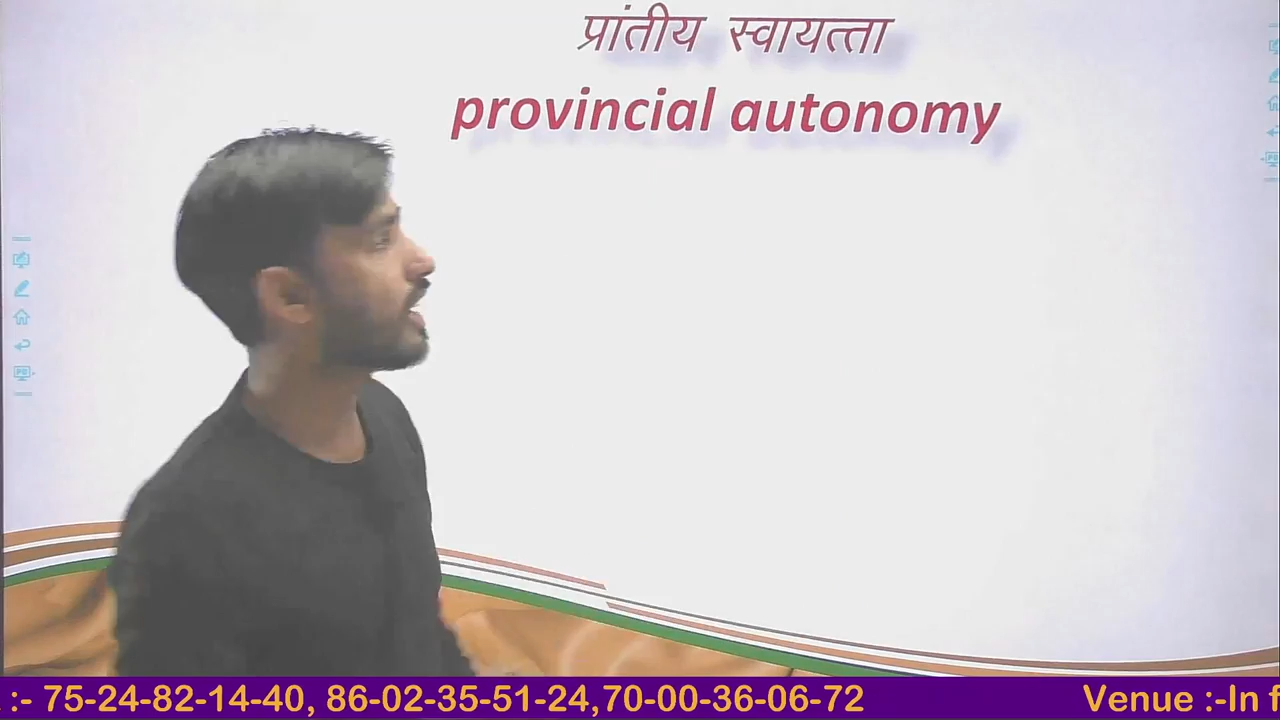 प्रांतीय स्वायत्ता
provincial autonomy
:- 75-24-82-14-40, 86-02-35-51-24,70-00-36-06-72 Venue :-In f